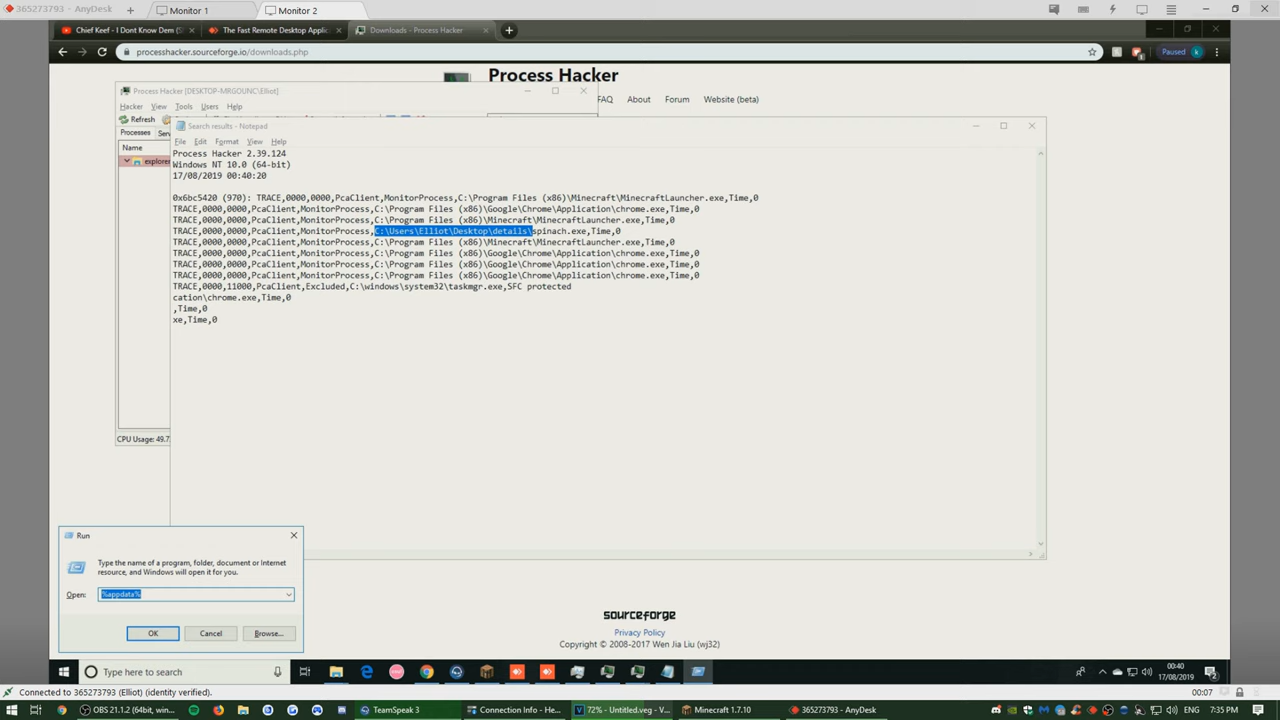 365273793 - AnyDesk
Monitor 1
Monitor 2
Chief Keef - I Dont Know Dem (
The Fast Remote Desktop Applic
Downloads - Process Hacker
processhacker.sourceforge.io/downloads.php
Paused
k
Process Hacker
FAQ
About
Forum
Website (beta)
Process Hacker [DESKTOP-MRGOUNC\Elliot]
Hacker View Tools Users Help
Refresh
Processes
Name
explorer
CPU Usage: 49.7
Search results - Notepad
File Edit Format View Help
Process Hacker 2.39.124
Windows NT 10.0 (64-bit)
17/08/2019 00:40:20
0x6bc5420 (970): TRACE,0000,0000,PcaClient,MonitorProcess,C:\Program Files (x86)\Minecraft\MinecraftLauncher.exe,Time,0
TRACE,0000,0000,PcaClient,MonitorProcess,C:\Program Files (x86)\Google\Chrome\Application\chrome.exe,Time,0
TRACE,0000,0000,PcaClient,MonitorProcess,C:\Program Files (x86)\Minecraft\MinecraftLauncher.exe,Time,0
TRACE,0000,0000,PcaClient,MonitorProcess,C:\Users\Elliot\Desktop\details\spinach.exe,Time,0
TRACE,0000,0000,PcaClient,MonitorProcess,C:\Program Files (x86)\Minecraft\MinecraftLauncher.exe,Time,0
TRACE,0000,0000,PcaClient,MonitorProcess,C:\Program Files (x86)\Google\Chrome\Application\chrome.exe,Time,0
TRACE,0000,0000,PcaClient,MonitorProcess,C:\Program Files (x86)\Google\Chrome\Application\chrome.exe,Time,0
TRACE,0000,0000,PcaClient,MonitorProcess,C:\Program Files (x86)\Google\Chrome\Application\chrome.exe,Time,0
TRACE,0000,11000,PcaClient,Excluded,C:\windows\system32\taskmgr.exe,SFC protected
cation\chrome.exe,Time,0
,Time,0
xe,Time,0
Run
Type the name of a program, folder, document or Internet
resource, and Windows will open it for you.
Open: %appdata%
OK
Cancel
Browse...
sourceforge
Privacy Policy
Copyright © 2008-2017 Wen Jia Liu (wj32)
Type here to search
00:40
17/08/2019
Connected to 365273793 (Elliot) (identity verified).
00:07
OBS 21.1.2 (64bit, win...
TeamSpeak 3
Connection Info - He...
72% - Untitled.veg - V...
Minecraft 1.7.10
365273793 - AnyDesk
7:35 PM